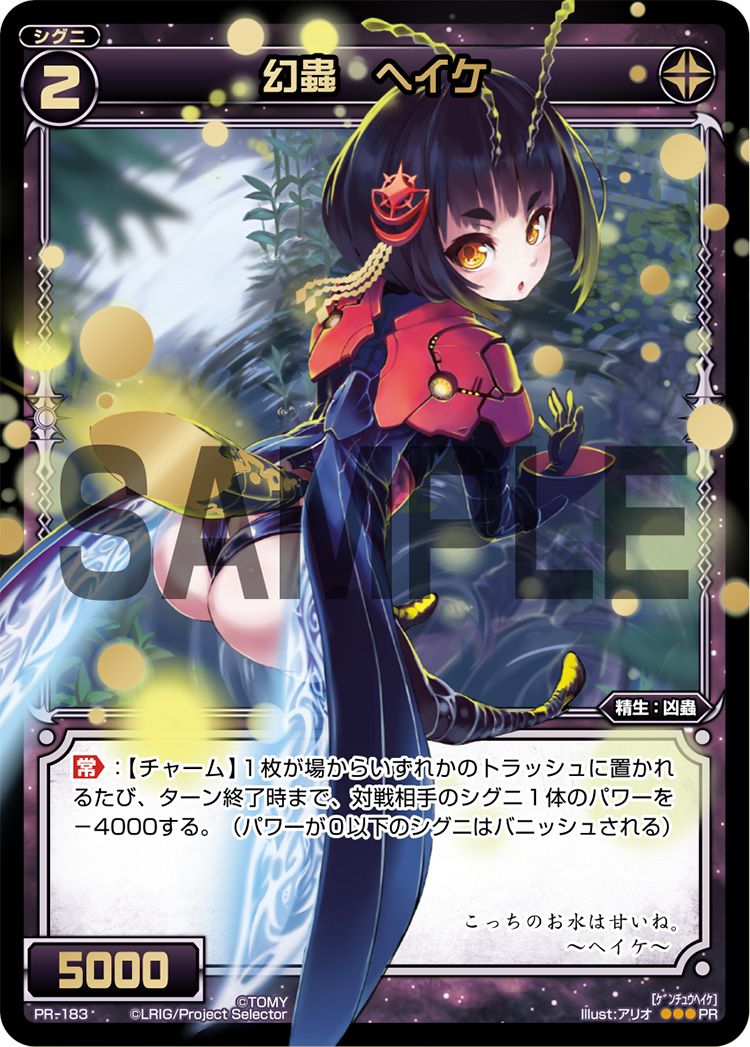 シグニ
2
幻蟲 ヘイケ
SAMPLE
精生：凶蟲
常：【チャーム】１枚が場からいずれかのトラッシュに置かれ
るたび、ターン終了時まで、対戦相手のシグニ１体のパワーを
－4000する。（パワーが０以下のシグニはバニッシュされる）
こっちのお水は甘いね。
～ヘイケ～
5000
©TOMY
[ｹﾞﾝﾁｭｳﾍｲｹ]
PR-183
©LRIG/Project Selector
Illust:アリオ
PR